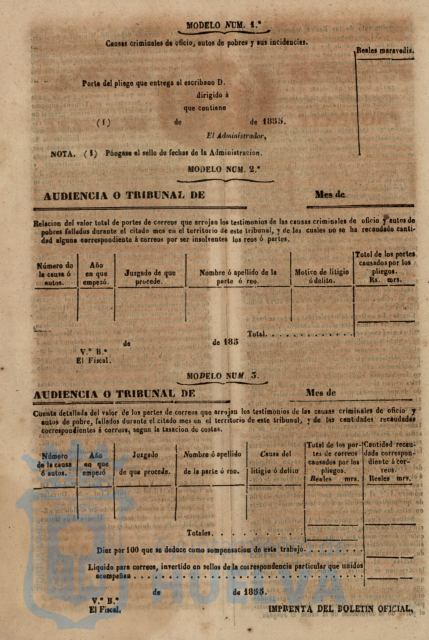 MODELO NUM. 1.°
Causas criminales de oficio, autos de pobres y sus incidencias.
Reales maravedis.
Porte del pliego que entrega el escribano D.
dirigido á
que contiene
(1) de de 1855.
El Administrador,
NOTA. (1) Póngase el sello de fechas de la Administracion.
MODELO NUM. 2.°
AUDIENCIA O TRIBUNAL DE Mes de
Relacion del valor total de portes de correos que arrojan los testimonios de las causas criminales de oficio y autos de
pobres fallados durante el citado mes en el territorio de este tribunal, y de las cuales no se ha recaudado canti-
dad alguna correspondiente á correos por ser insolventes los reos ó partes.
Número de la causa ó autos.
Año en que empezó.
Juzgado de que procede.
Nombre ó apellido de la parte ó reo.
Motivo de litigio ó delito.
Total de los portes causados por los pliegos.
Rs. mrs.
Total.
de de 185
V.° B.°
El Fiscal.
MODELO NUM. 3.
AUDIENCIA O TRIBUNAL DE Mes de
Cuenta detallada del valor de los portes de correos que arrojan los testimonios de las causas criminales de oficio y
autos de pobre, fallados durante el citado mes en el territorio de este tribunal, y de las cantidades recaudadas
correspondientes á correos, segun la tasacion de costas.
Número de la causa ó autos.
Año en que empezó
Juzgado de que procede.
Nombre ó apellido de la parte ó reo.
Causa del litigio ó delito
Total de los portes de correos causados por los pliegos.
Reales mrs.
Cantidad recaudada correspondiente á correos.
Reales mrs.
Totales.
Diez por 100 que se deduce como compensacion de este trabajo.
Líquido para correos, invertido en sellos de la correspondencia particular que unidos
acompañan
de de 1855.
V.° B.°
El Fiscal.
IMPRENTA DEL BOLETIN OFICIAL.
HUELVA